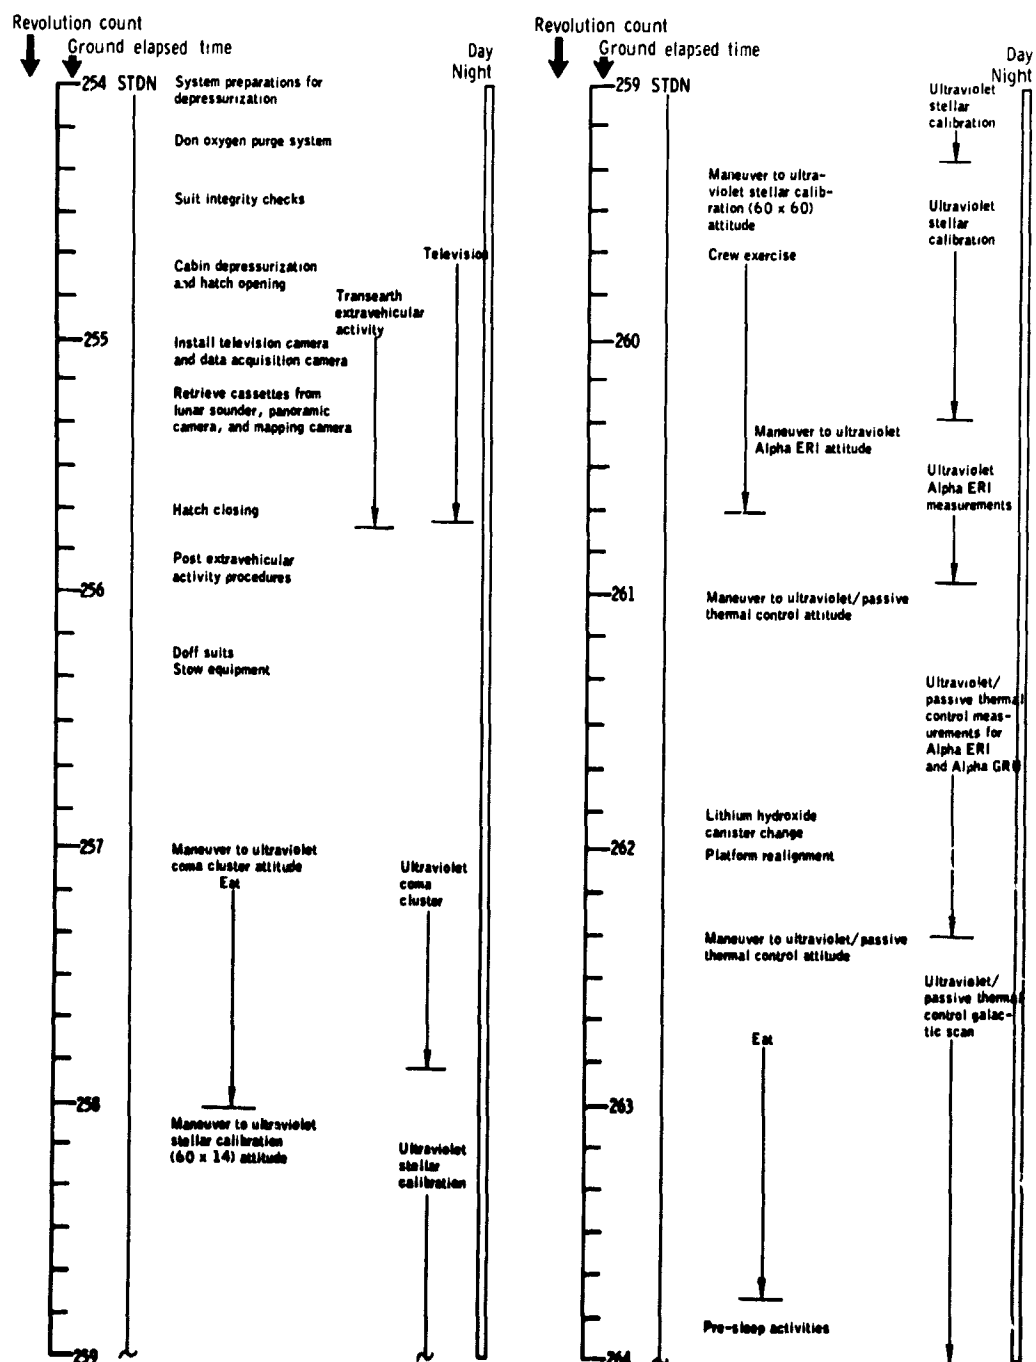 Revolution count
Ground elapsed time
Day
Night
254 STDN
System preparations for
depressurization
Don oxygen purge system
Suit integrity checks
Television
Cabin depressurization
and hatch opening
Transearth
extravehicular
activity
255
Install television camera
and data acquisition camera
Retrieve cassettes from
lunar sounder, panoramic
camera, and mapping camera
Hatch closing
Post extravehicular
activity procedures
256
Doff suits
Stow equipment
257
Maneuver to ultraviolet
coma cluster attitude
Eat
Ultraviolet
coma
cluster
258
Maneuver to ultraviolet
stellar calibration
(60 x 14) attitude
Ultraviolet
stellar
calibration
259
Revolution count
Ground elapsed time
Day
Night
259 STDN
Ultraviolet
stellar
calibration
Maneuver to ultra-
violet stellar calib-
ration (60 x 60)
attitude
Ultraviolet
stellar
calibration
Crew exercise
260
Maneuver to ultraviolet
Alpha ERI attitude
Ultraviolet
Alpha ERI
measurements
261
Maneuver to ultraviolet/passive
thermal control attitude
Ultraviolet/
passive thermal
control meas-
urements for
Alpha ERI
and Alpha GRU
Lithium hydroxide
canister change
262
Platform realignment
Maneuver to ultraviolet/passive
thermal control attitude
Ultraviolet/
passive thermal
control galac-
tic scan
Eat
263
Pre-sleep activities
264